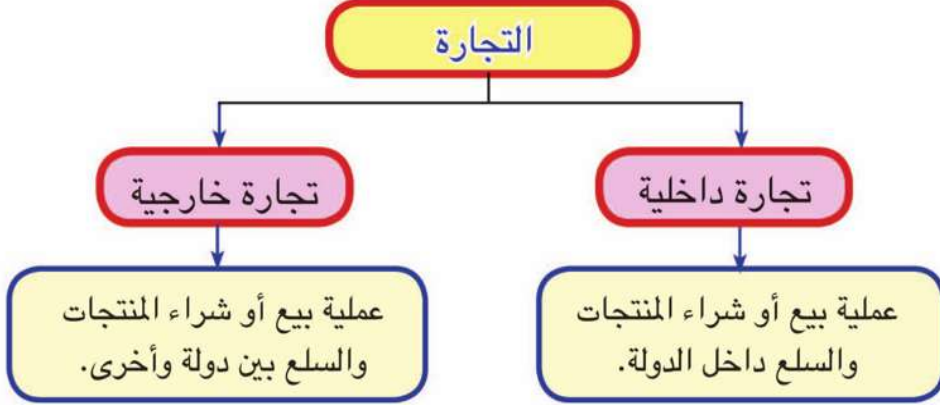 التجارة
تجارة داخلية
عملية بيع أو شراء المنتجات
والسلع داخل الدولة.
تجارة خارجية
عملية بيع أو شراء المنتجات
والسلع بين دولة وأخرى.